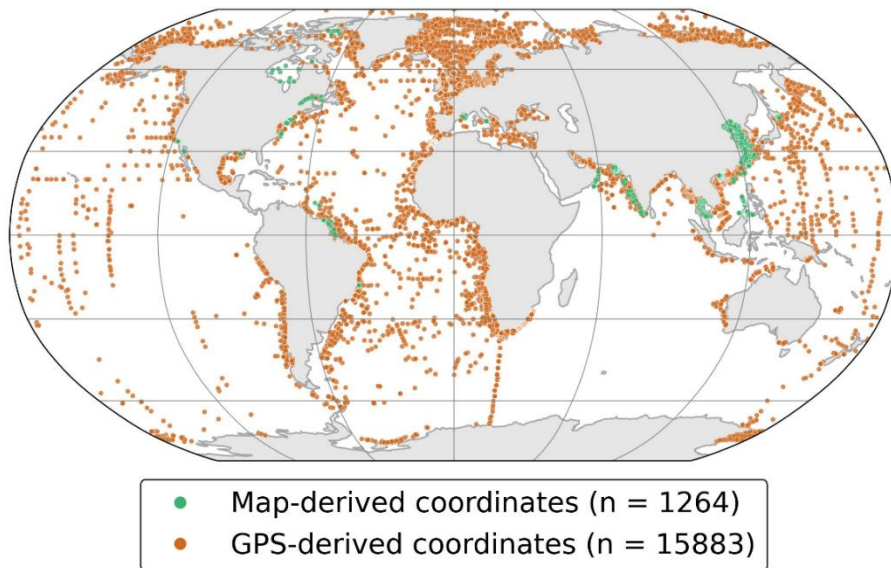 Map-derived coordinates (n = 1264)
GPS-derived coordinates (n = 15883)